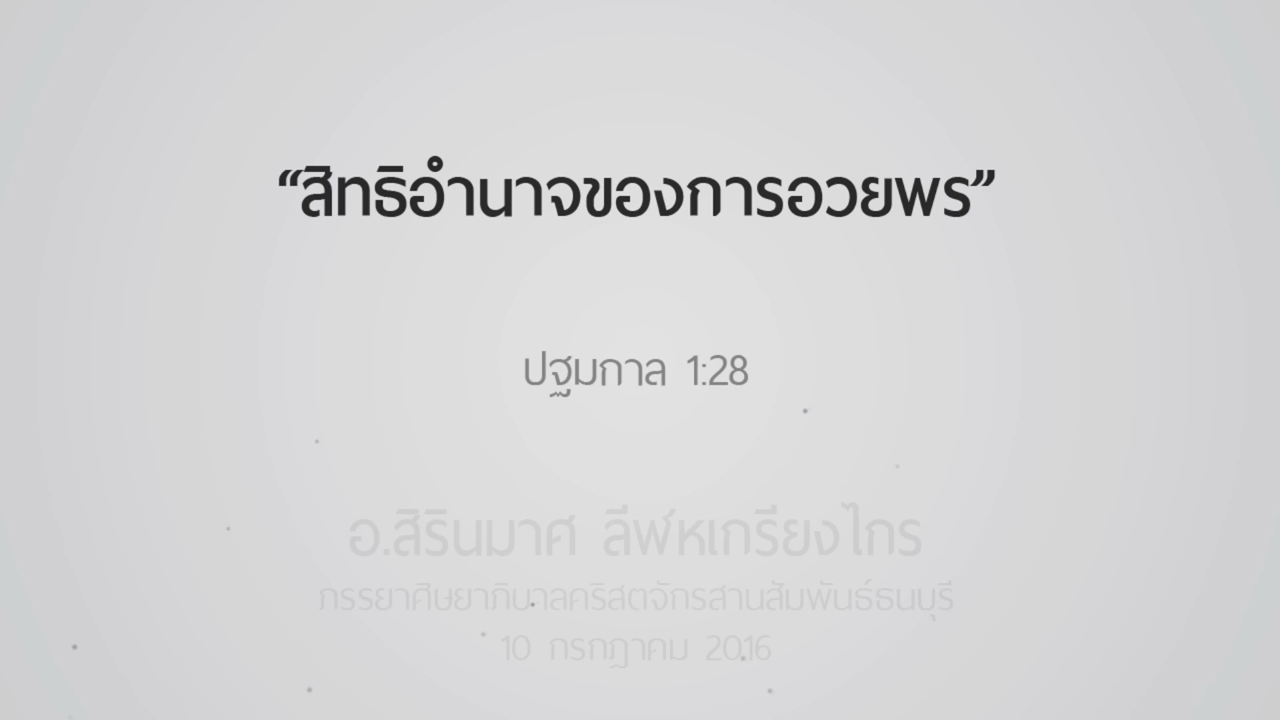 “สิทธิอำนาจของการอวยพร”
ปฐมกาล 1:28
อ.สิรินมาศ ลีฬหเกรียงไกร
ภรรยาศิษยาภิบาลคริสตจักรสานสัมพันธ์ธนบุรี
10 กรกฎาคม 2016